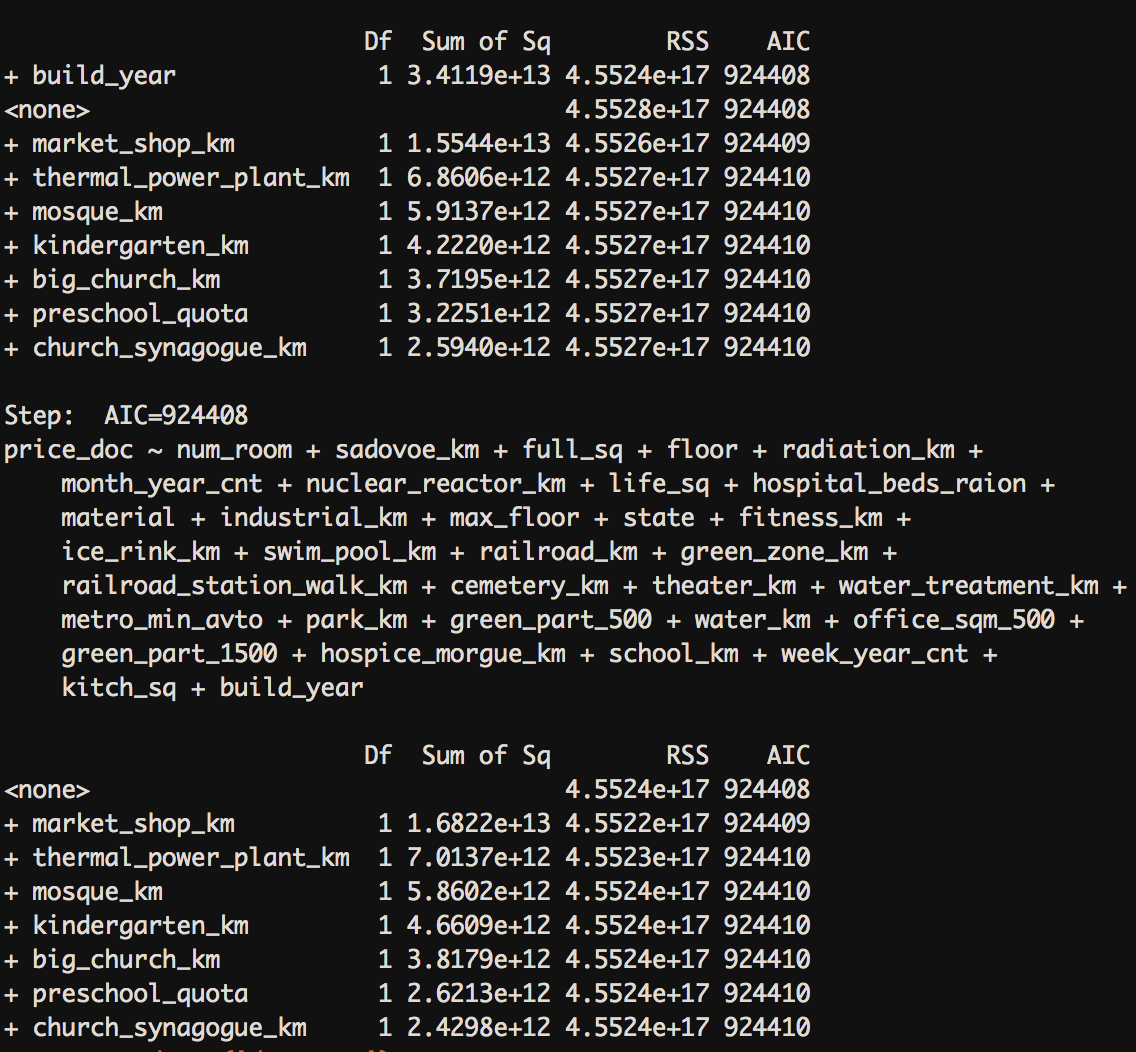 Df  Sum of Sq        RSS    AIC
+ build_year              1 3.4119e+13 4.5524e+17 924408
<none>                                 4.5528e+17 924408
+ market_shop_km          1 1.5544e+13 4.5526e+17 924409
+ thermal_power_plant_km  1 6.8606e+12 4.5527e+17 924410
+ mosque_km               1 5.9137e+12 4.5527e+17 924410
+ kindergarten_km         1 4.2220e+12 4.5527e+17 924410
+ big_church_km           1 3.7195e+12 4.5527e+17 924410
+ preschool_quota         1 3.2251e+12 4.5527e+17 924410
+ church_synagogue_km     1 2.5940e+12 4.5527e+17 924410

Step:  AIC=924408
price_doc ~ num_room + sadovoe_km + full_sq + floor + radiation_km +
    month_year_cnt + nuclear_reactor_km + life_sq + hospital_beds_raion +
    material + industrial_km + max_floor + state + fitness_km +
    ice_rink_km + swim_pool_km + railroad_km + green_zone_km +
    railroad_station_walk_km + cemetery_km + theater_km + water_treatment_km +
    metro_min_avto + park_km + green_part_500 + water_km + office_sqm_500 +
    green_part_1500 + hospice_morgue_km + school_km + week_year_cnt +
    kitch_sq + build_year

                         Df  Sum of Sq        RSS    AIC
<none>                                 4.5524e+17 924408
+ market_shop_km          1 1.6822e+13 4.5522e+17 924409
+ thermal_power_plant_km  1 7.0137e+12 4.5523e+17 924410
+ mosque_km               1 5.8602e+12 4.5524e+17 924410
+ kindergarten_km         1 4.6609e+12 4.5524e+17 924410
+ big_church_km           1 3.8179e+12 4.5524e+17 924410
+ preschool_quota         1 2.6213e+12 4.5524e+17 924410
+ church_synagogue_km     1 2.4298e+12 4.5524e+17 924410